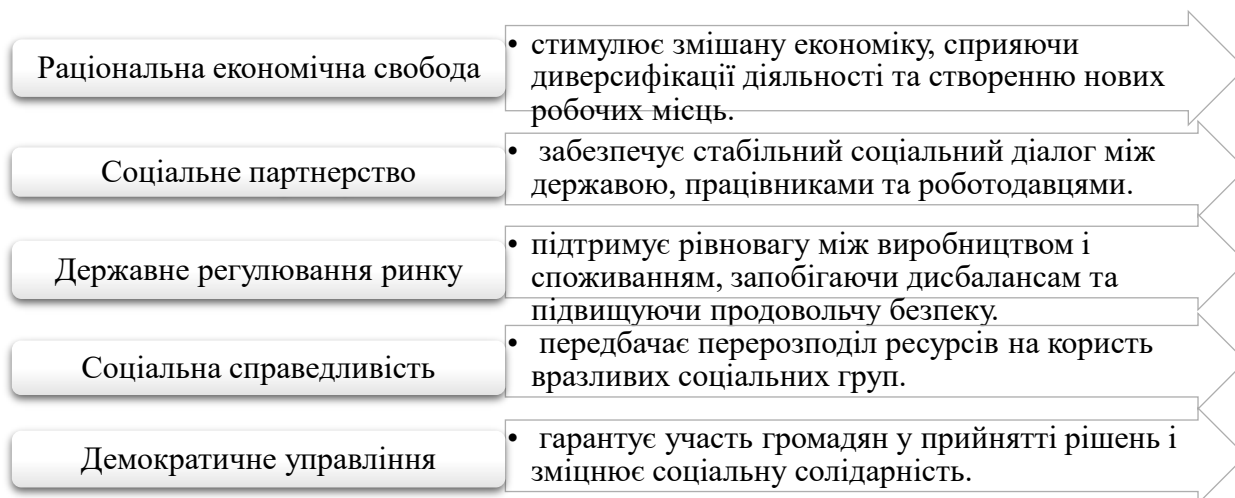 Раціональна економічна свобода
• стимулює змішану економіку, сприяючи
диверсифікації діяльності та створенню нових
робочих місць.
Соціальне партнерство
• забезпечує стабільний соціальний діалог між
державою, працівниками та роботодавцями.
Державне регулювання ринку
• підтримує рівновагу між виробництвом і
споживанням, запобігаючи дисбалансам та
підвищуючи продовольчу безпеку.
Соціальна справедливість
• передбачає перерозподіл ресурсів на користь
вразливих соціальних груп.
Демократичне управління
• гарантує участь громадян у прийнятті рішень і
зміцнює соціальну солідарність.